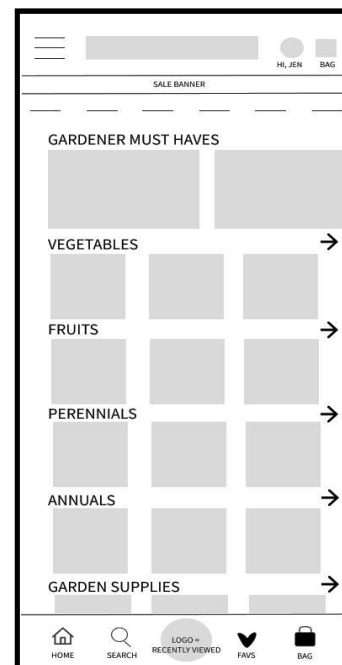 HI, JEN
BAG
SALE BANNER
GARDENER MUST HAVES
VEGETABLES
FRUITS
PERENNIALS
ANNUALS
GARDEN SUPPLIES
HOME
SEARCH
LOGO =
RECENTLY VIEWED
FAVS
BAG